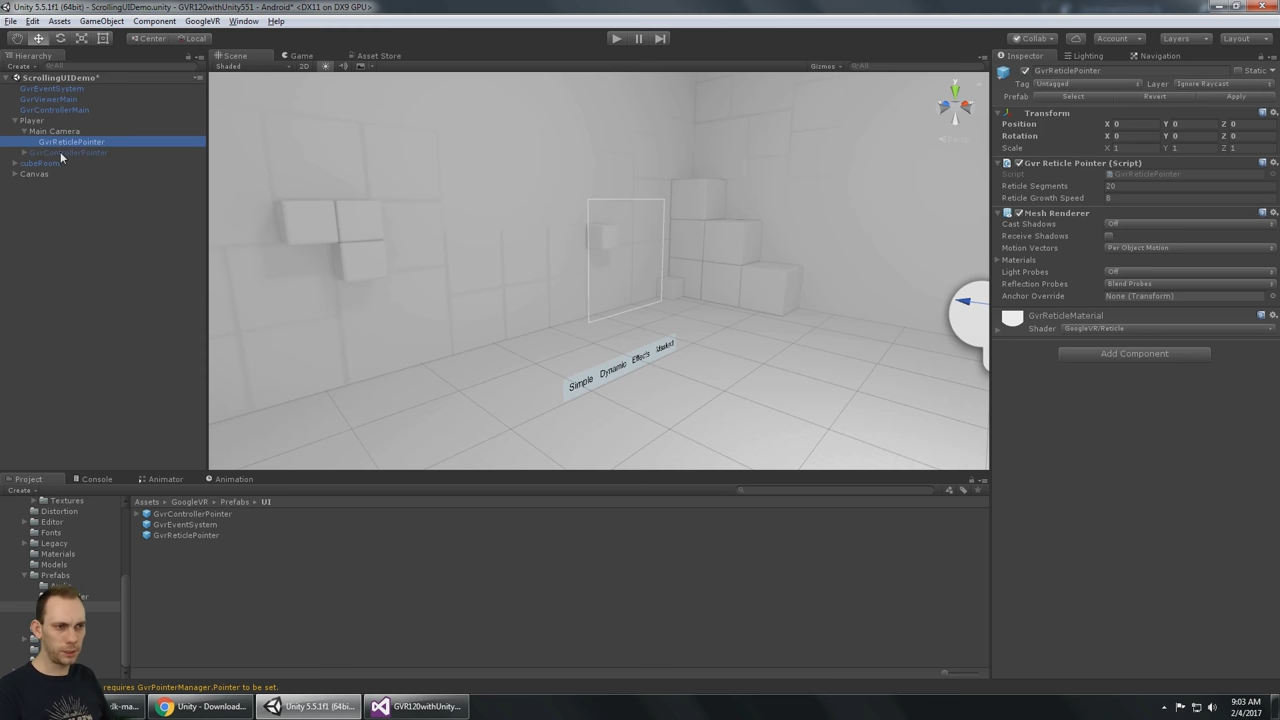 Unity 5.5.1f1 (64bit) - ScrollingUIDemo.unity - GVR120withUnity551 - Android* <DX11 on DX9 GPU>
File Edit Assets GameObject Component GoogleVR Window Help
Center Local
Collab Account Layers Layout
Hierarchy
Create All
ScrollingUIDemo*
GvrEventSystem
GvrViewerMain
GvrControllerMain
Player
Main Camera
GvrReticlePointer
GvrControllerPointer
cubeRoom
Canvas
Scene Game Asset Store
Shaded 2D Gizmos All
Simple Dynamic Effects
Inspector Lighting Navigation
GvrReticlePointer Static
Tag Untagged Layer Ignore Raycast
Prefab Select Revert Apply
Transform
Position X 0 Y 0 Z 0
Rotation X 0 Y 0 Z 0
Scale X 1 Y 1 Z 1
Gvr Reticle Pointer (Script)
Script GvrReticlePointer
Reticle Segments 20
Reticle Growth Speed 8
Mesh Renderer
Cast Shadows Off
Receive Shadows
Motion Vectors Per Object Motion
Materials
Light Probes Off
Reflection Probes Blend Probes
Anchor Override None (Transform)
GvrReticleMaterial
Shader GoogleVR/Reticle
Add Component
Project Console Animator Animation
Create
Textures
Distortion
Editor
Fonts
Legacy
Materials
Models
Prefabs
Assets GoogleVR Prefabs UI
GvrControllerPointer
GvrEventSystem
GvrReticlePointer
requires GvrPointerManager.Pointer to be set.
Unity - Download...
Unity 5.5.1f1 (64bi...
GVR120withUnity...
9:03 AM
2/4/2017